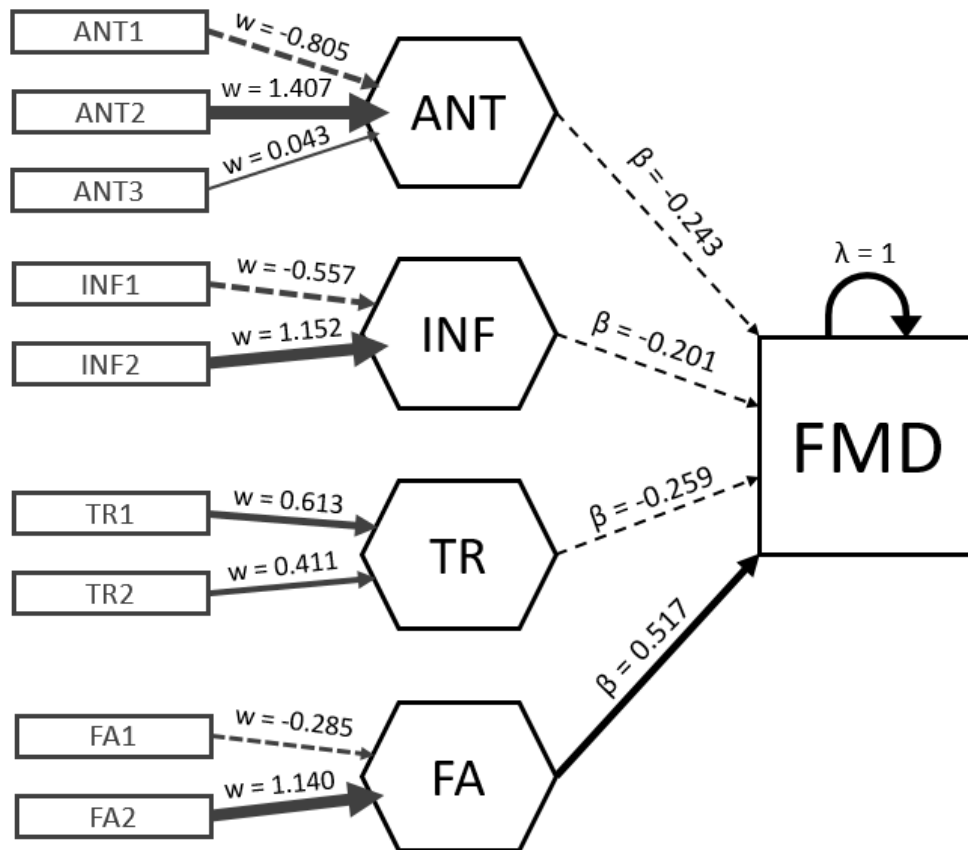 ANT1
w = -0.805
ANT2
w = 1.407
ANT3
w = 0.043
ANT
β = -0.243
INF1
w = -0.557
INF2
w = 1.152
INF
β = -0.201
λ = 1
FMD
TR1
w = 0.613
TR2
w = 0.411
TR
β = -0.259
FA1
w = -0.285
FA2
w = 1.140
FA
β = 0.517